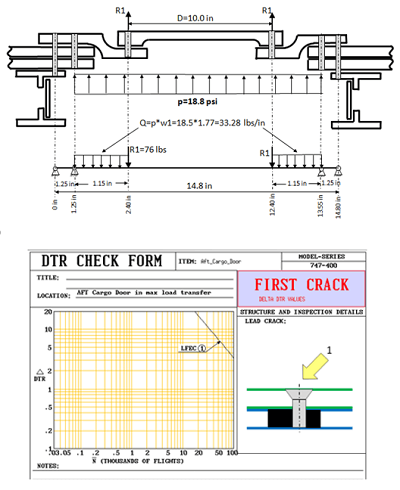 R1
R1
D=10.0 in
p=18.8 psi
Q=p*w1=18.5*1.77=33.28 lbs/in
R1=76 lbs
R1
1.25 in
1.15 in
1.15 in
1.25 in
14.8 in
0 in
1.25 in
2.40 in
12.40 in
13.55 in
14.80 in
DTR CHECK FORM
ITEM: Aft_Cargo_Door
MODEL-SERIES
747-400
TITLE:
LOCATION: AFT Cargo Door in max load transfer
FIRST CRACK
DELTA DTR VALUES
STRUCTURE AND INSPECTION DETAILS
LEAD CRACK:
1
20
10
5
2
1
.5
.2
.1
△
DTR
LFEC 1
.03 .05 .1 .2 .5 1 2 5 10 20 50 100
N (THOUSANDS OF FLIGHTS)
NOTES: